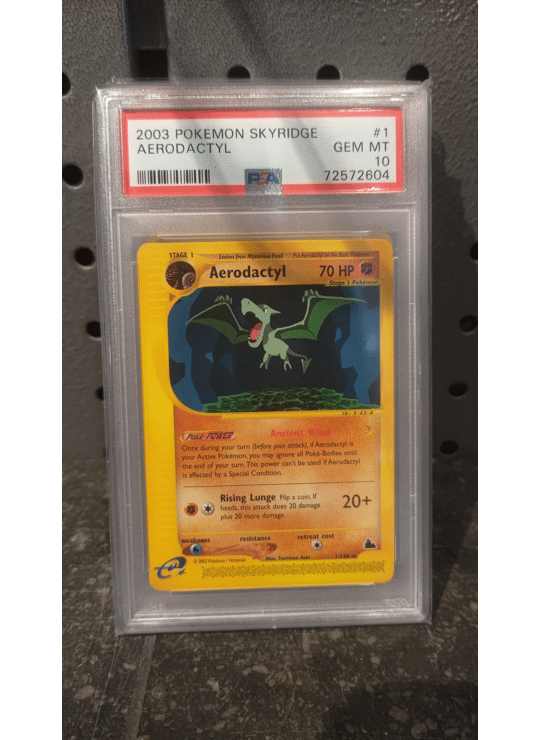 2003 POKEMON SKYRIDGE #1
AERODACTYL GEM MT
10
PSA 72572604
STAGE 1 Evolves from Mysterious Fossil Put Aerodactyl on the Basic Pokémon
Aerodactyl 70 HP
Stage 1 Pokémon
Poké-POWER Ancient
Once during your turn (before your attack), if Aerodactyl is
your Active Pokémon, you may ignore all Poké-Bodies until
the end of your turn. This power can't be used if Aerodactyl
is affected by a Special Condition.
Rising Lunge Flip a coin. If
heads, this attack does 20 damage
plus 20 more damage.
20+
weakness resistance retreat cost
© 2003 Pokémon / Nintendo
e